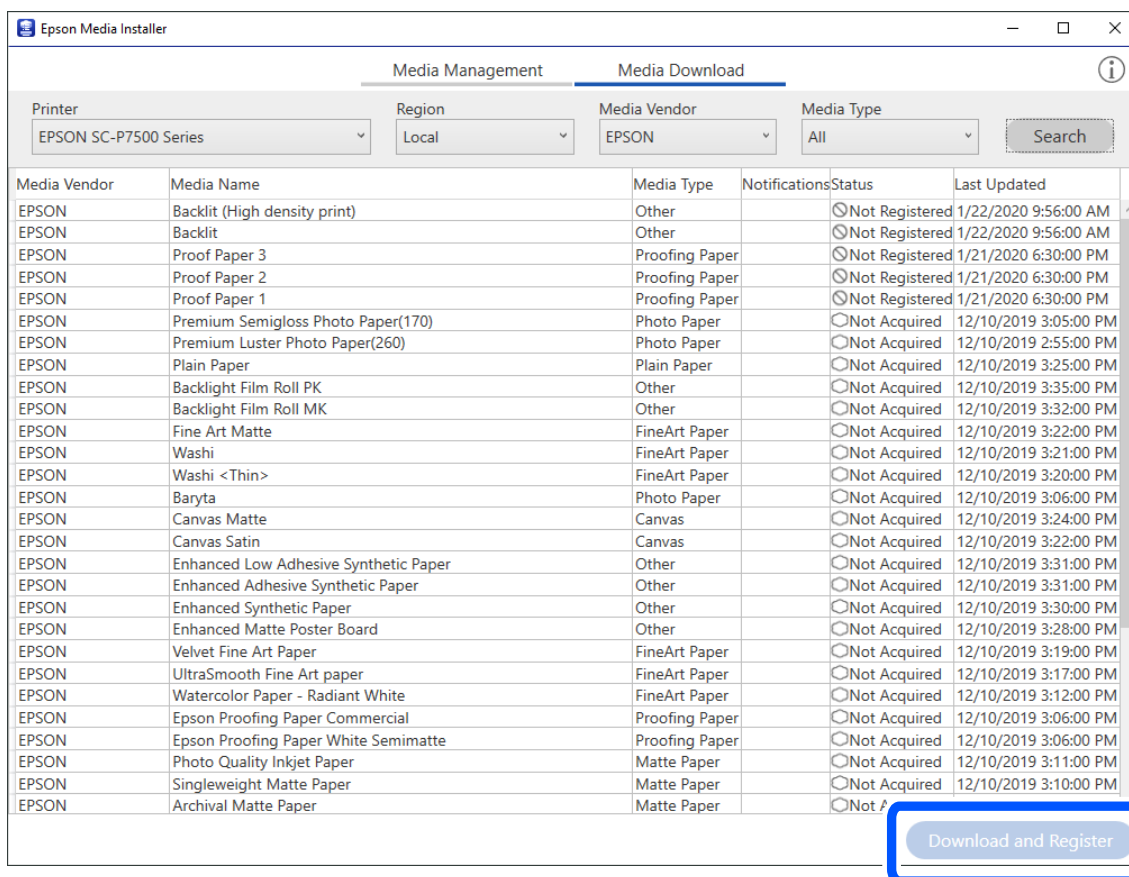 Epson Media Installer
Media Management Media Download
Printer Region Media Vendor Media Type
EPSON SC-P7500 Series Local EPSON All Search
Media Vendor Media Name Media Type Notifications Status Last Updated
EPSON Backlit (High density print) Other Not Registered 1/22/2020 9:56:00 AM
EPSON Backlit Other Not Registered 1/22/2020 9:56:00 AM
EPSON Proof Paper 3 Proofing Paper Not Registered 1/21/2020 6:30:00 PM
EPSON Proof Paper 2 Proofing Paper Not Registered 1/21/2020 6:30:00 PM
EPSON Proof Paper 1 Proofing Paper Not Registered 1/21/2020 6:30:00 PM
EPSON Premium Semigloss Photo Paper(170) Photo Paper Not Acquired 12/10/2019 3:05:00 PM
EPSON Premium Luster Photo Paper(260) Photo Paper Not Acquired 12/10/2019 2:55:00 PM
EPSON Plain Paper Plain Paper Not Acquired 12/10/2019 3:25:00 PM
EPSON Backlight Film Roll PK Other Not Acquired 12/10/2019 3:35:00 PM
EPSON Backlight Film Roll MK Other Not Acquired 12/10/2019 3:32:00 PM
EPSON Fine Art Matte FineArt Paper Not Acquired 12/10/2019 3:22:00 PM
EPSON Washi FineArt Paper Not Acquired 12/10/2019 3:21:00 PM
EPSON Washi <Thin> FineArt Paper Not Acquired 12/10/2019 3:20:00 PM
EPSON Baryta Photo Paper Not Acquired 12/10/2019 3:06:00 PM
EPSON Canvas Matte Canvas Not Acquired 12/10/2019 3:24:00 PM
EPSON Canvas Satin Canvas Not Acquired 12/10/2019 3:22:00 PM
EPSON Enhanced Low Adhesive Synthetic Paper Other Not Acquired 12/10/2019 3:31:00 PM
EPSON Enhanced Adhesive Synthetic Paper Other Not Acquired 12/10/2019 3:31:00 PM
EPSON Enhanced Synthetic Paper Other Not Acquired 12/10/2019 3:30:00 PM
EPSON Enhanced Matte Poster Board Other Not Acquired 12/10/2019 3:28:00 PM
EPSON Velvet Fine Art Paper FineArt Paper Not Acquired 12/10/2019 3:19:00 PM
EPSON UltraSmooth Fine Art paper FineArt Paper Not Acquired 12/10/2019 3:17:00 PM
EPSON Watercolor Paper - Radiant White FineArt Paper Not Acquired 12/10/2019 3:12:00 PM
EPSON Epson Proofing Paper Commercial Proofing Paper Not Acquired 12/10/2019 3:06:00 PM
EPSON Epson Proofing Paper White Semimatte Proofing Paper Not Acquired 12/10/2019 3:06:00 PM
EPSON Photo Quality Inkjet Paper Matte Paper Not Acquired 12/10/2019 3:11:00 PM
EPSON Singleweight Matte Paper Matte Paper Not Acquired 12/10/2019 3:10:00 PM
EPSON Archival Matte Paper Matte Paper Not
Download and Register